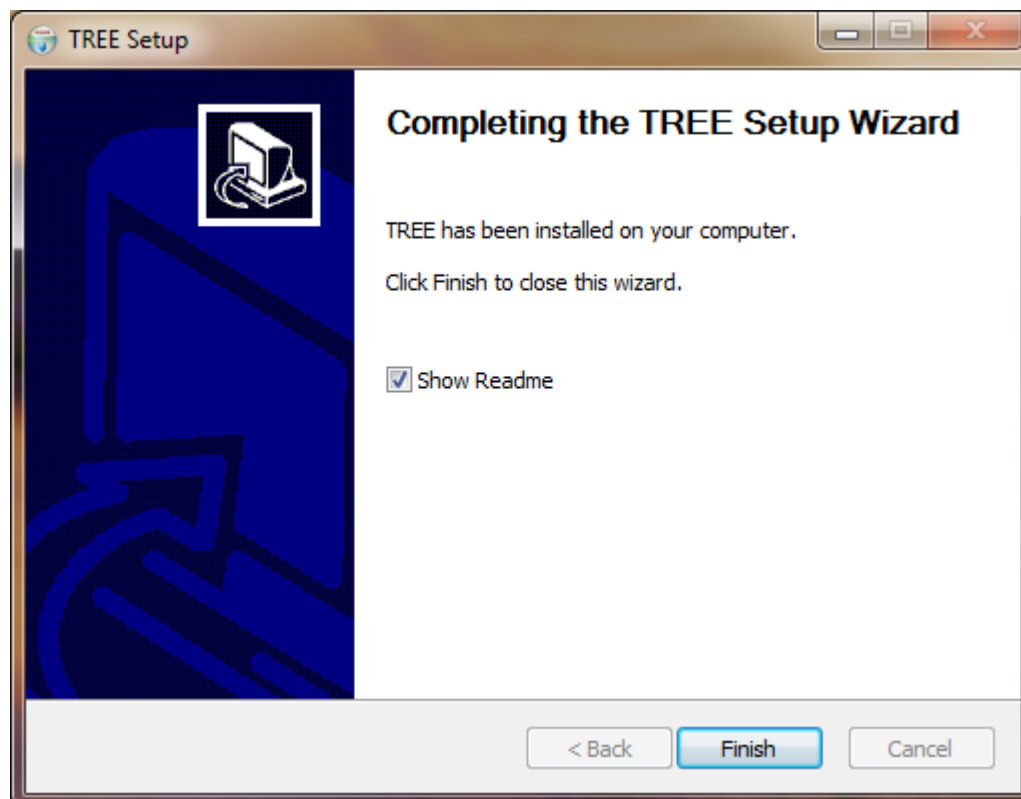 TREE Setup
Completing the TREE Setup Wizard
TREE has been installed on your computer.
Click Finish to close this wizard.
Show Readme
< Back
Finish
Cancel